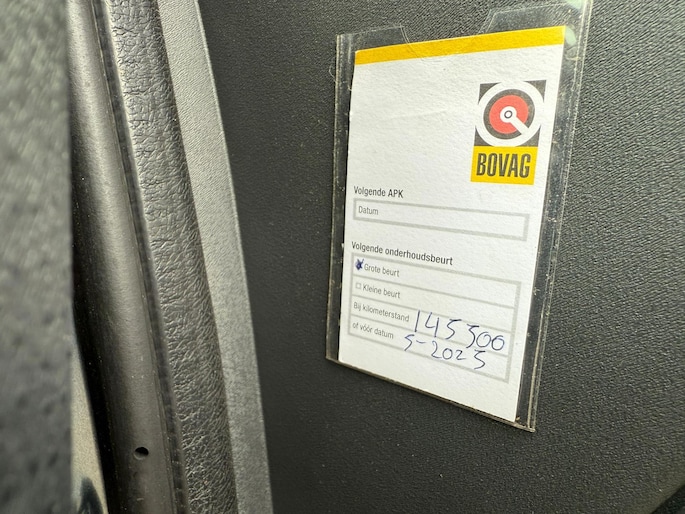 BOVAG
Volgende APK
Datum
Volgende onderhoudsbeurt
Grote beurt
Kleine beurt
Bij kilometerstand 145500
of vóór datum 5-2025